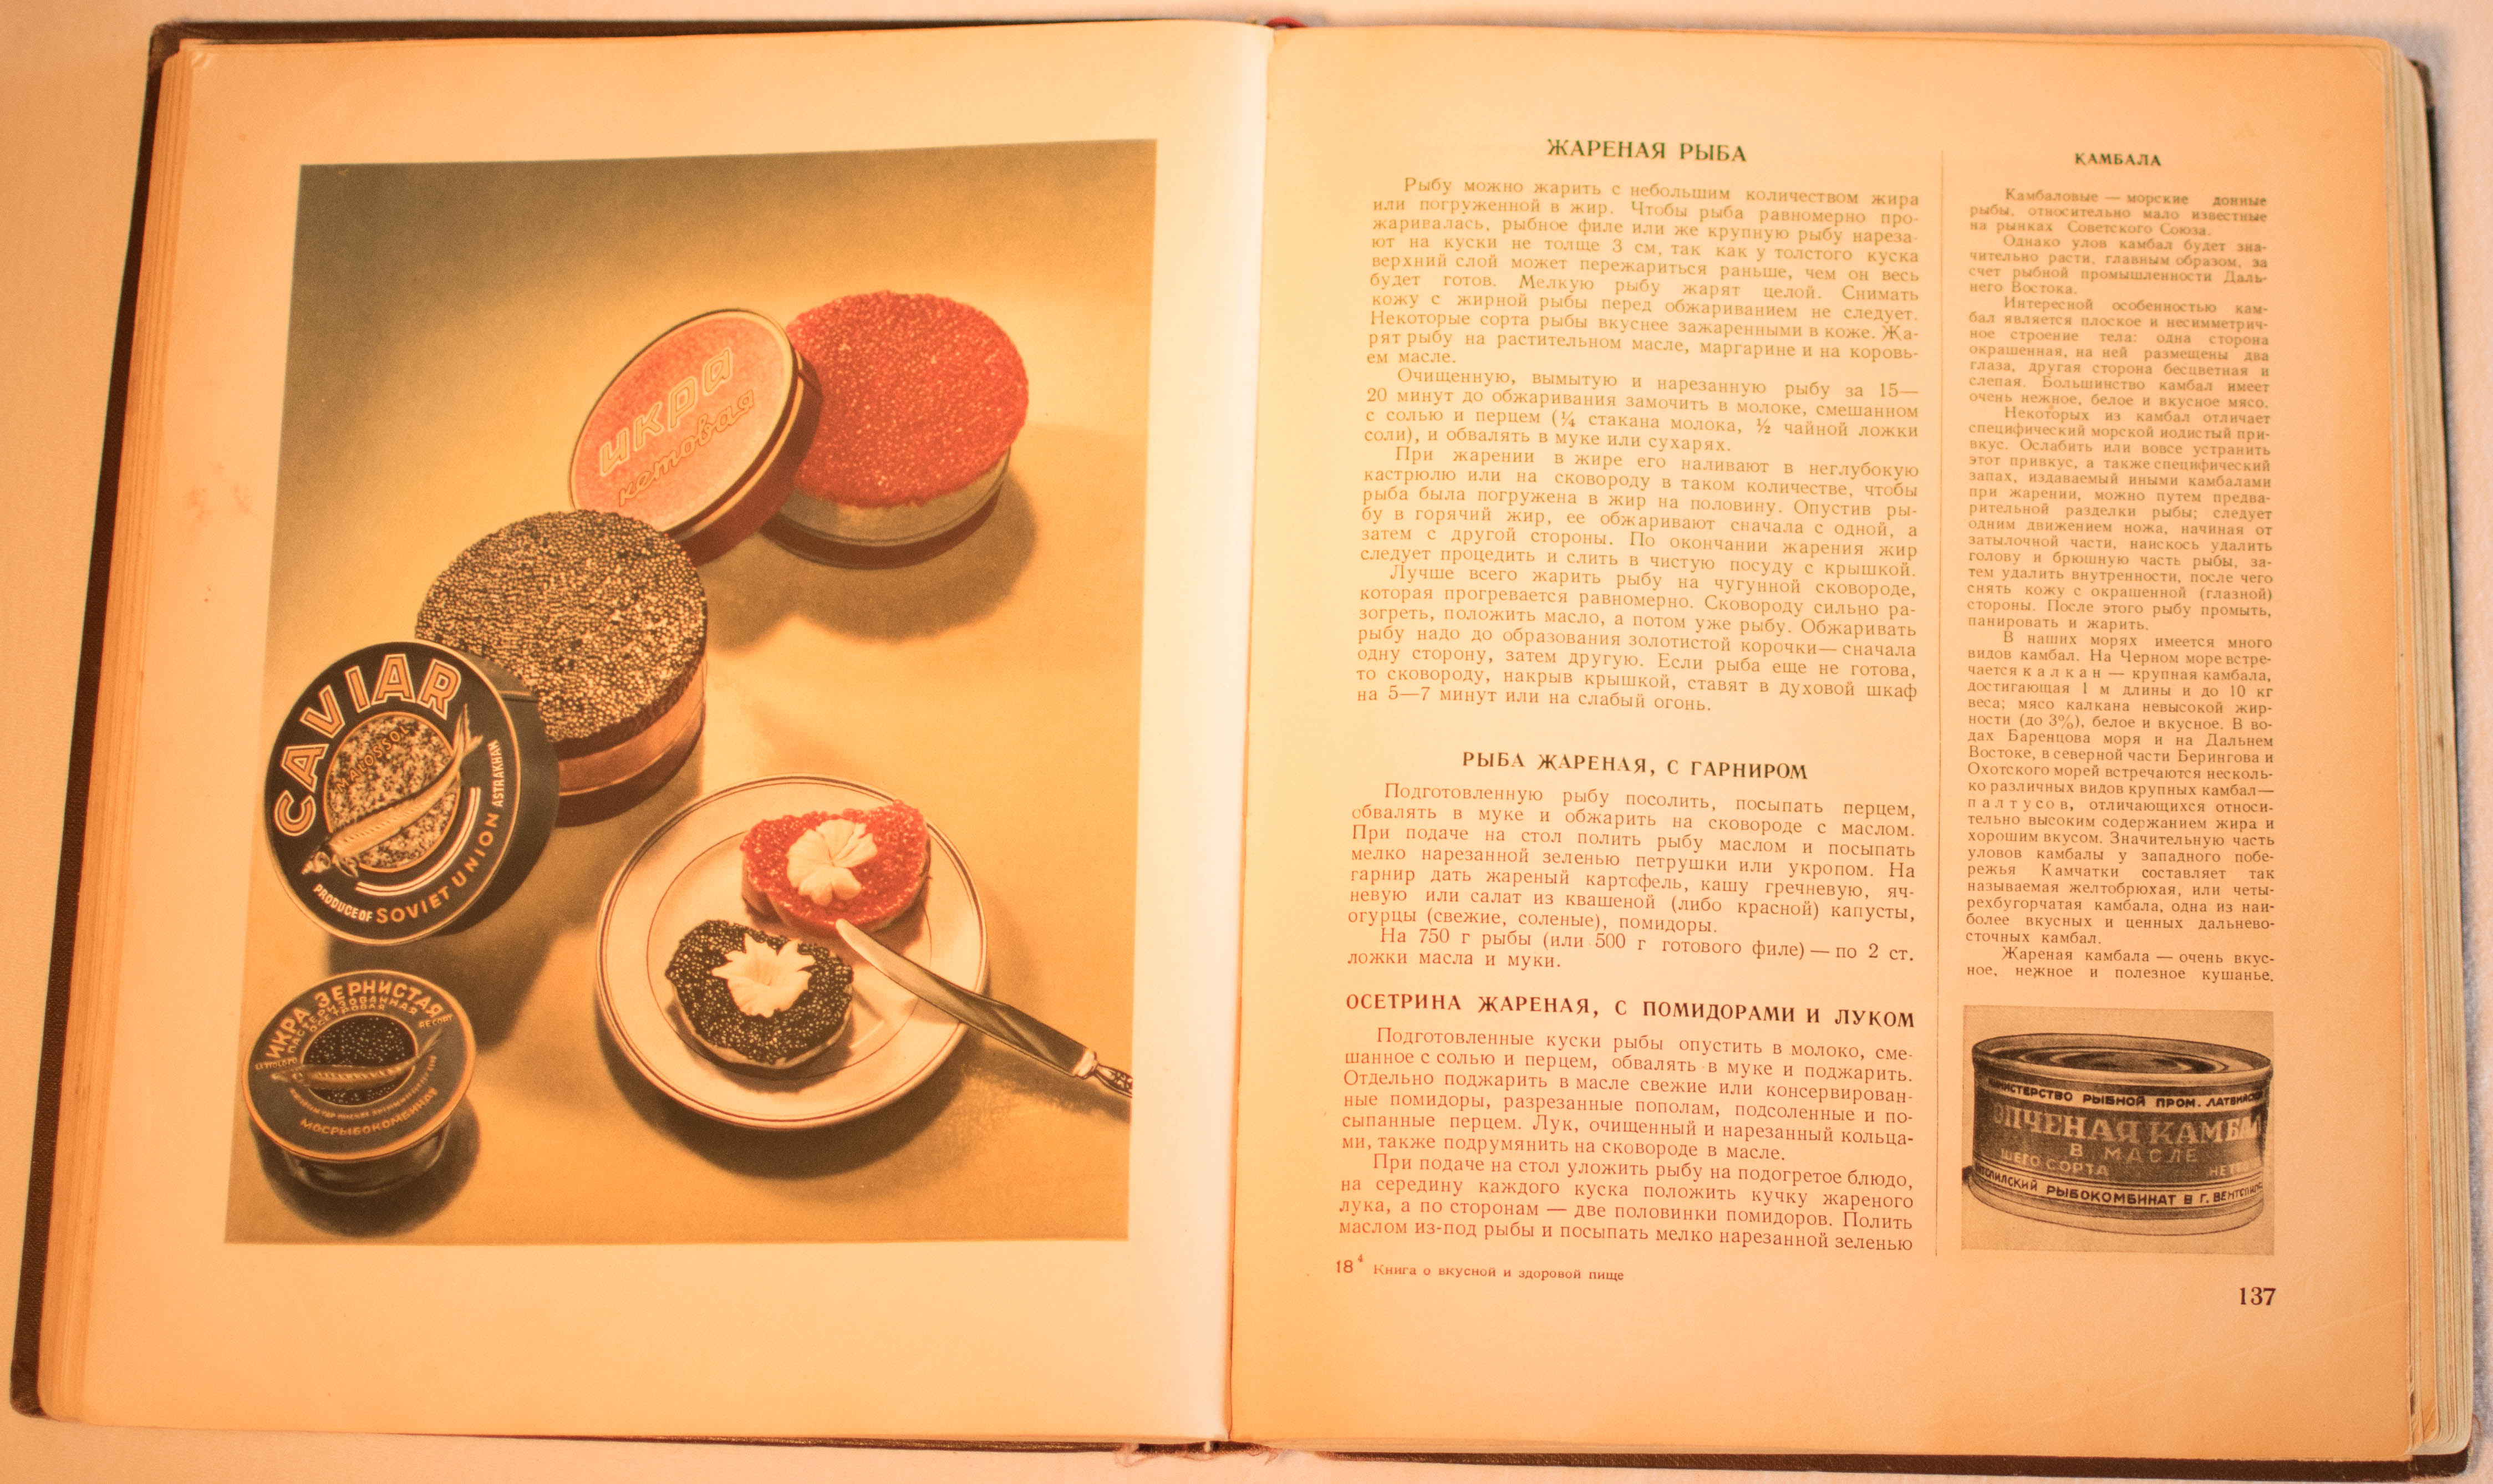 ИКРА
кетовая
CAVIAR
MALOSSOL
ASTRAKHAN
PRODUCE OF SOVIET UNION
ИКРА ЗЕРНИСТАЯ
ПАСТЕРИЗОВАННАЯ
ОСЕТРОВАЯ
МОСРЫБОКОМБИНАТ
ЖАРЕНАЯ РЫБА
Рыбу можно жарить с небольшим количеством жира
или погруженной в жир. Чтобы рыба равномерно про-
жаривалась, рыбное филе или же крупную рыбу нареза-
ют на куски не толще 3 см, так как у толстого куска
верхний слой может пережариться раньше, чем он весь
будет готов. Мелкую рыбу жарят целой. Снимать
кожу с жирной рыбы перед обжариванием не следует.
Некоторые сорта рыбы вкуснее зажаренными в коже. Жа-
рят рыбу на растительном масле, маргарине и на коровь-
ем масле.
Очищенную, вымытую и нарезанную рыбу за 15—
20 минут до обжаривания замочить в молоке, смешанном
с солью и перцем (¼ стакана молока, ½ чайной ложки
соли), и обвалять в муке или сухарях.
При жарении в жире его наливают в неглубокую
кастрюлю или на сковороду в таком количестве, чтобы
рыба была погружена в жир на половину. Опустив ры-
бу в горячий жир, ее обжаривают сначала с одной, а
затем с другой стороны. По окончании жарения жир
следует процедить и слить в чистую посуду с крышкой.
Лучше всего жарить рыбу на чугунной сковороде,
которая прогревается равномерно. Сковороду сильно ра-
зогреть, положить масло, а потом уже рыбу. Обжаривать
рыбу надо до образования золотистой корочки— сначала
одну сторону, затем другую. Если рыба еще не готова,
то сковороду, накрыв крышкой, ставят в духовой шкаф
на 5—7 минут или на слабый огонь.
РЫБА ЖАРЕНАЯ, С ГАРНИРОМ
Подготовленную рыбу посолить, посыпать перцем,
обвалять в муке и обжарить на сковороде с маслом.
При подаче на стол полить рыбу маслом и посыпать
мелко нарезанной зеленью петрушки или укропом. На
гарнир дать жареный картофель, кашу гречневую, яч-
невую или салат из квашеной (либо красной) капусты,
огурцы (свежие, соленые), помидоры.
На 750 г рыбы (или 500 г готового филе) — по 2 ст.
ложки масла и муки.
ОСЕТРИНА ЖАРЕНАЯ, С ПОМИДОРАМИ И ЛУКОМ
Подготовленные куски рыбы опустить в молоко, сме-
шанное с солью и перцем, обвалять в муке и поджарить.
Отдельно поджарить в масле свежие или консервирован-
ные помидоры, разрезанные пополам, подсоленные и по-
сыпанные перцем. Лук, очищенный и нарезанный кольца-
ми, также подрумянить на сковороде в масле.
При подаче на стол уложить рыбу на подогретое блюдо,
на середину каждого куска положить кучку жареного
лука, а по сторонам — две половинки помидоров. Полить
маслом из-под рыбы и посыпать мелко нарезанной зеленью
18⁴ Книга о вкусной и здоровой пище
КАМБАЛА
Камбаловые — морские донные
рыбы, относительно мало известные
на рынках Советского Союза.
Однако улов камбал будет зна-
чительно расти, главным образом, за
счет рыбной промышленности Даль-
него Востока.
Интересной особенностью кам-
бал является плоское и несимметрич-
ное строение тела: одна сторона
окрашенная, на ней размещены два
глаза, другая сторона бесцветная и
слепая. Большинство камбал имеет
очень нежное, белое и вкусное мясо.
Некоторых из камбал отличает
специфический морской иодистый при-
вкус. Ослабить или вовсе устранить
этот привкус, а также специфический
запах, издаваемый иными камбалами
при жарении, можно путем предва-
рительной разделки рыбы; следует
одним движением ножа, начиная от
затылочной части, наискось удалить
голову и брюшную часть рыбы, за-
тем удалить внутренности, после чего
снять кожу с окрашенной (глазной)
стороны. После этого рыбу промыть,
панировать и жарить.
В наших морях имеется много
видов камбал. На Черном море встре-
чается калкан — крупная камбала,
достигающая 1 м длины и до 10 кг
веса; мясо калкана невысокой жир-
ности (до 3%), белое и вкусное. В во-
дах Баренцова моря и на Дальнем
Востоке, в северной части Берингова и
Охотского морей встречаются несколь-
ко различных видов крупных камбал—
палтусов, отличающихся относи-
тельно высоким содержанием жира и
хорошим вкусом. Значительную часть
уловов камбалы у западного побе-
режья Камчатки составляет так
называемая желтобрюхая, или четы-
рехбугорчатая камбала, одна из наи-
более вкусных и ценных дальнево-
сточных камбал.
Жареная камбала — очень вкус-
ное, нежное и полезное кушанье.
МИНИСТЕРСТВО РЫБНОЙ ПРОМ. ЛАТВИЙСКОЙ
ОПЧЕНАЯ КАМБАЛ
В МАСЛЕ
ШЕГО СОРТА НЕТТО
РЫБОКОМБИНАТ В Г. ВЕНТСПИЛС
137